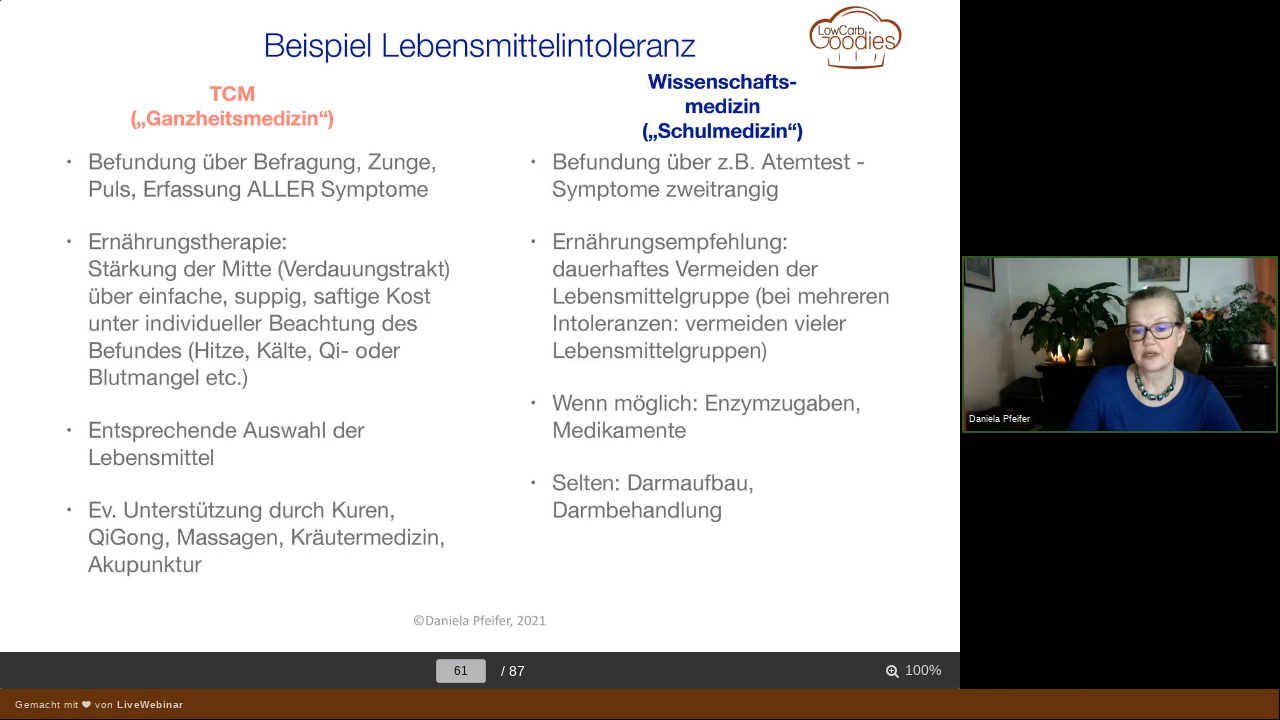 Beispiel Lebensmittelintoleranz
LowCarb
Goodies
TCM
(„Ganzheitsmedizin“)
• Befundung über Befragung, Zunge,
Puls, Erfassung ALLER Symptome
• Ernährungstherapie:
Stärkung der Mitte (Verdauungstrakt)
über einfache, suppig, saftige Kost
unter individueller Beachtung des
Befundes (Hitze, Kälte, Qi- oder
Blutmangel etc.)
• Entsprechende Auswahl der
Lebensmittel
• Ev. Unterstützung durch Kuren,
QiGong, Massagen, Kräutermedizin,
Akupunktur
Wissenschafts-
medizin
(„Schulmedizin“)
• Befundung über z.B. Atemtest -
Symptome zweitrangig
• Ernährungsempfehlung:
dauerhaftes Vermeiden der
Lebensmittelgruppe (bei mehreren
Intoleranzen: vermeiden vieler
Lebensmittelgruppen)
• Wenn möglich: Enzymzugaben,
Medikamente
• Selten: Darmaufbau,
Darmbehandlung
©Daniela Pfeifer, 2021
Daniela Pfeifer
61 / 87
100%
Gemacht mit ❤ von LiveWebinar